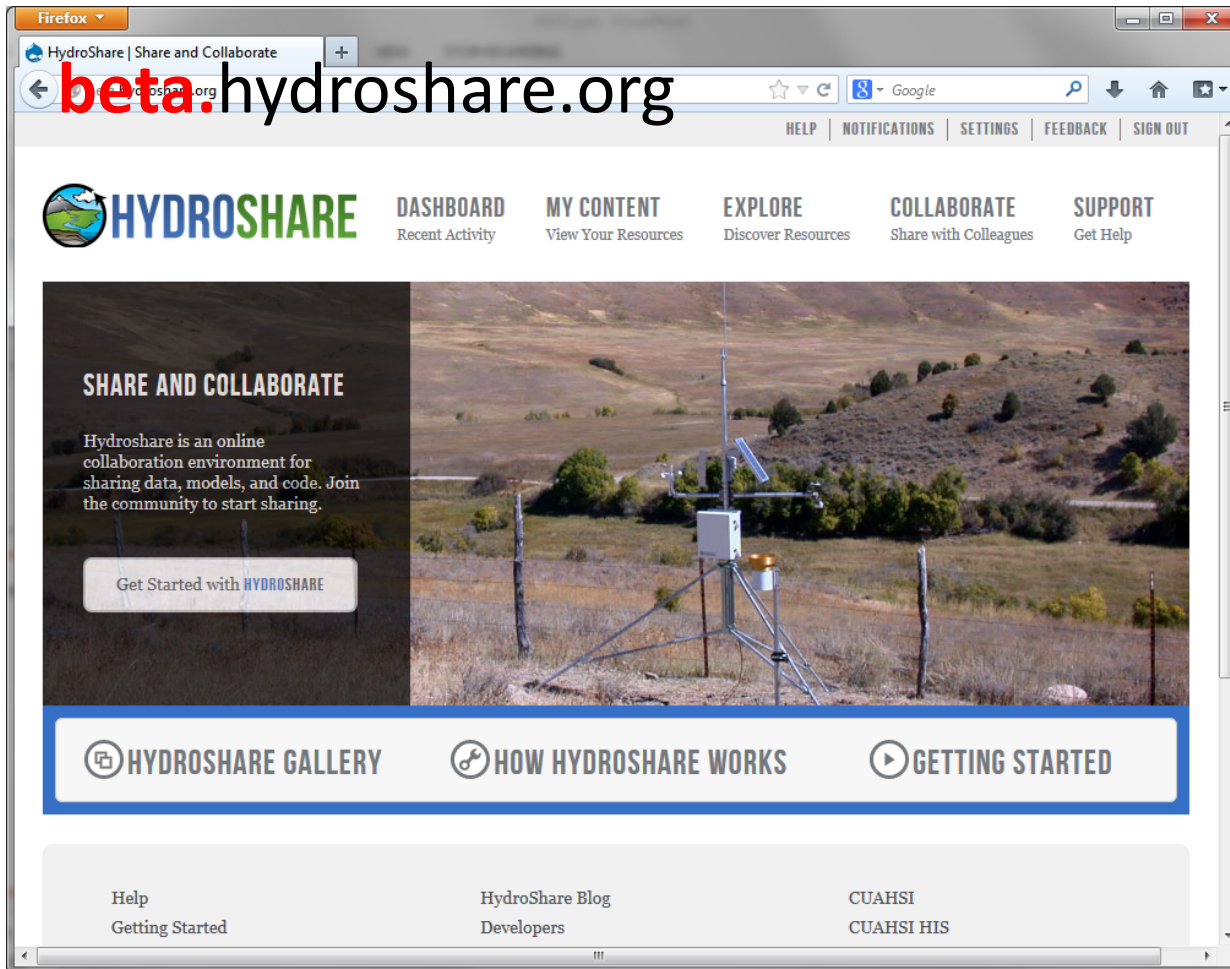 Firefox
HydroShare | Share and Collaborate
beta.hydroshare.org
Google
HELP | NOTIFICATIONS | SETTINGS | FEEDBACK | SIGN OUT
HYDROSHARE
DASHBOARD
Recent Activity
MY CONTENT
View Your Resources
EXPLORE
Discover Resources
COLLABORATE
Share with Colleagues
SUPPORT
Get Help
SHARE AND COLLABORATE
Hydroshare is an online
collaboration environment for
sharing data, models, and code. Join
the community to start sharing.
Get Started with HYDROSHARE
HYDROSHARE GALLERY
HOW HYDROSHARE WORKS
GETTING STARTED
Help
Getting Started
HydroShare Blog
Developers
CUAHSI
CUAHSI HIS